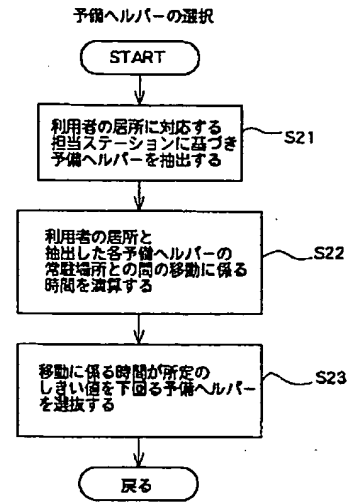 予備ヘルパーの選択
START
利用者の居所に対応する
担当ステーションに基づき
予備ヘルパーを抽出する
S21
利用者の居所と
抽出した各予備ヘルパーの
常駐場所との間の移動に係る
時間を演算する
S22
移動に係る時間が所定の
しきい値を下回る予備ヘルパー
を選抜する
S23
戻る